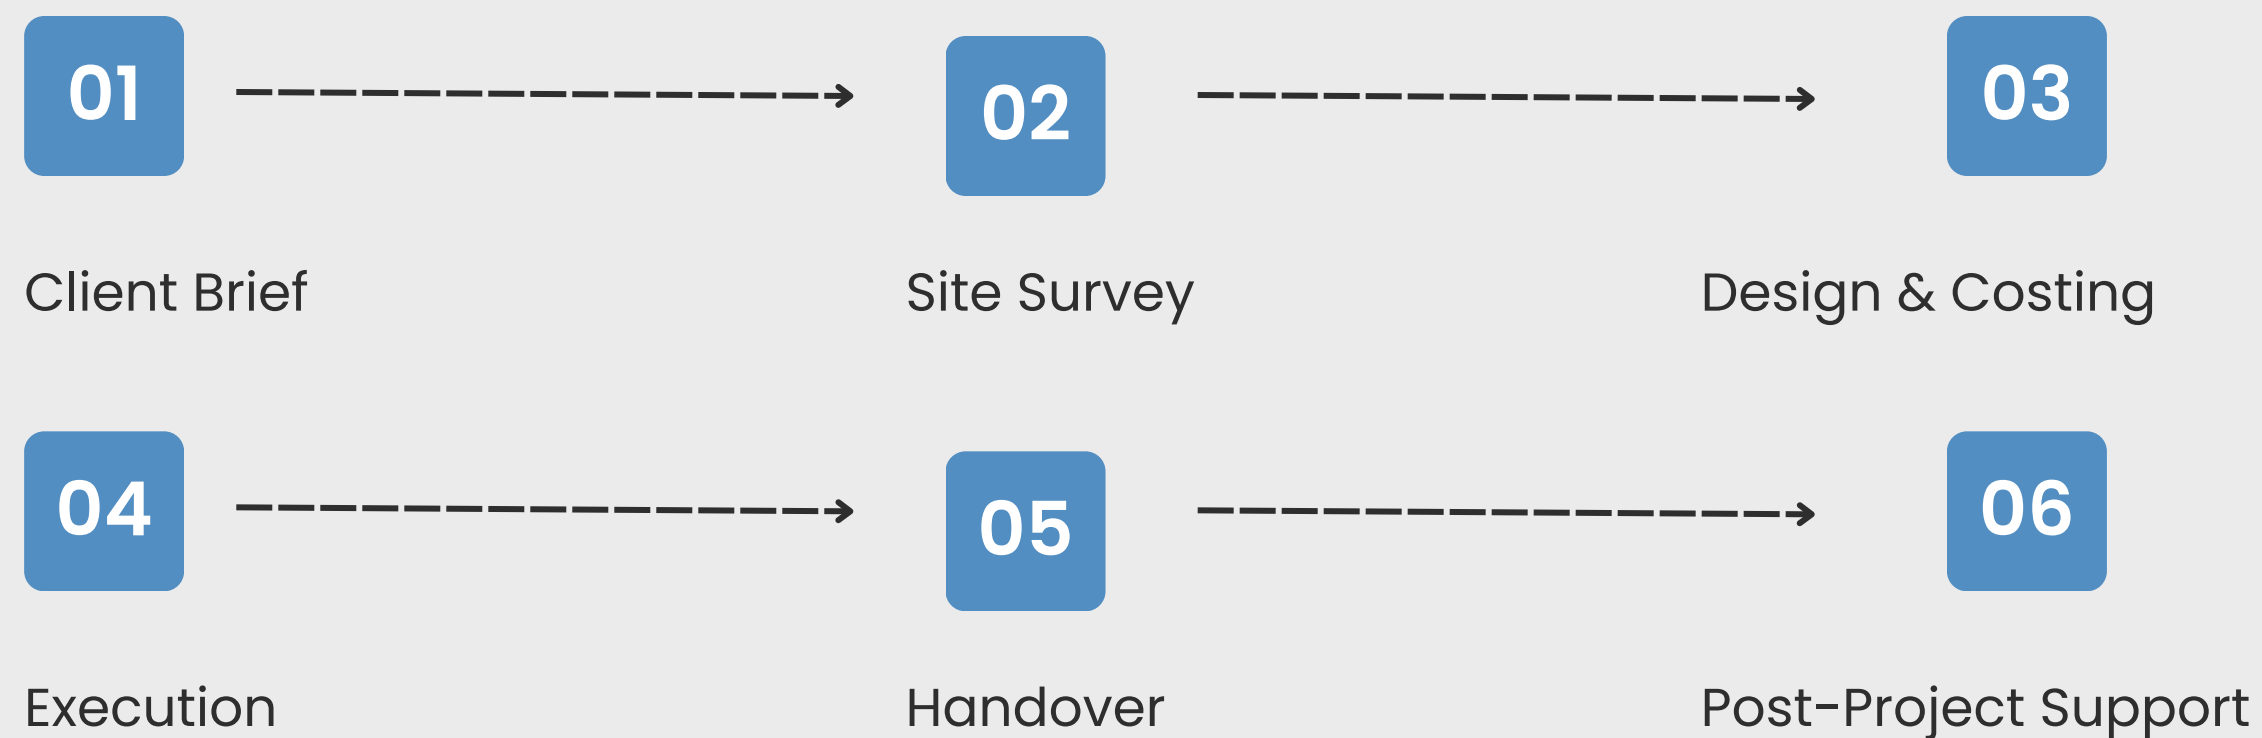 01
02
03
Client Brief
Site Survey
Design & Costing
04
05
06
Execution
Handover
Post-Project Support